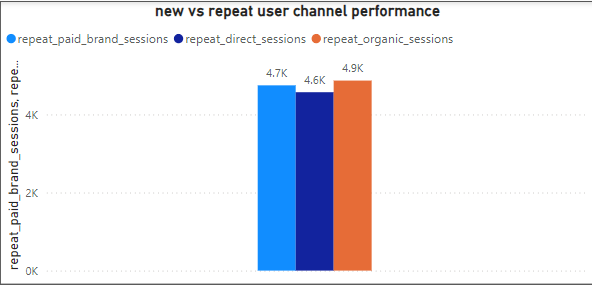 new vs repeat user channel performance
repeat_paid_brand_sessions repeat_direct_sessions repeat_organic_sessions
repeat_paid_brand_sessions, repe...
4.7K 4.6K 4.9K
4K
2K
0K